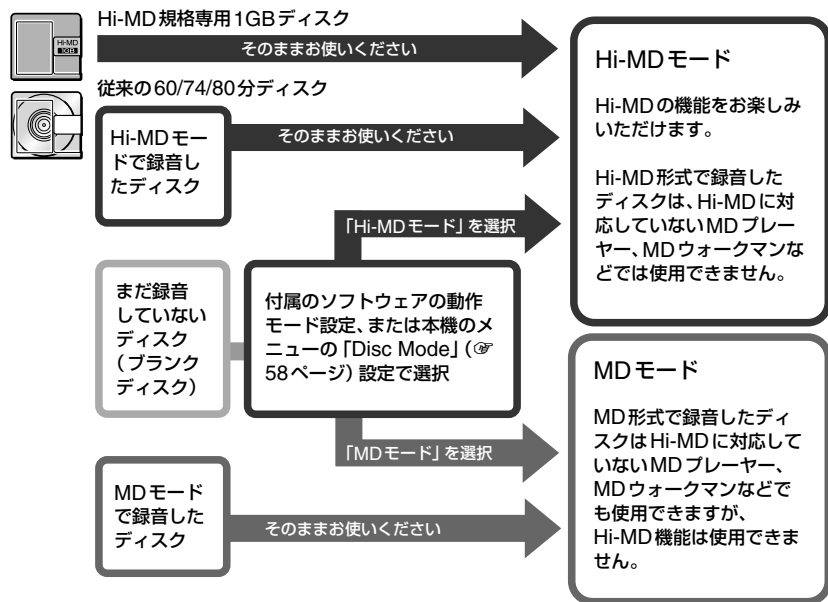 Hi-MD規格専用1GBディスク
Hi-MD
1GB
そのままお使いください
従来の60/74/80分ディスク
Hi-MDモー
ドで録音し
たディスク
そのままお使いください
「Hi-MDモード」を選択
まだ録音
していない
ディスク
（ブランク
ディスク）
付属のソフトウェアの動作
モード設定、または本機のメ
ニューの「Disc Mode」（☞
58ページ）設定で選択
「MDモード」を選択
MDモード
で録音した
ディスク
そのままお使いください
Hi-MDモード
Hi-MDの機能をお楽しみ
いただけます。
Hi-MD形式で録音した
ディスクは、Hi-MDに対
応していないMDプレー
ヤー、MDウォークマンな
どでは使用できません。
MDモード
MD形式で録音したディ
スクはHi-MDに対応して
いないMDプレーヤー、
MDウォークマンなどで
も使用できますが、
Hi-MD機能は使用できま
せん。